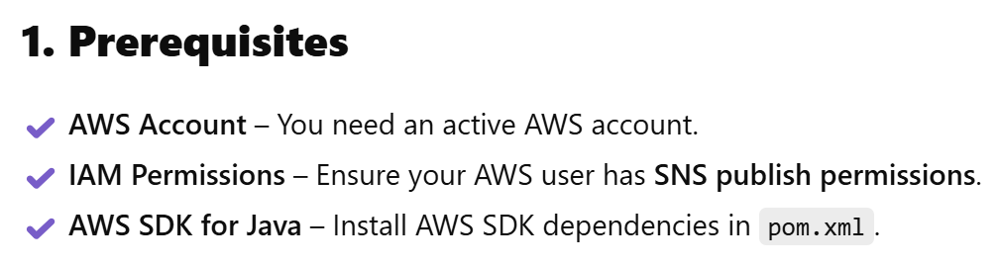 1. Prerequisites
✔ AWS Account – You need an active AWS account.
✔ IAM Permissions – Ensure your AWS user has SNS publish permissions.
✔ AWS SDK for Java – Install AWS SDK dependencies in pom.xml.